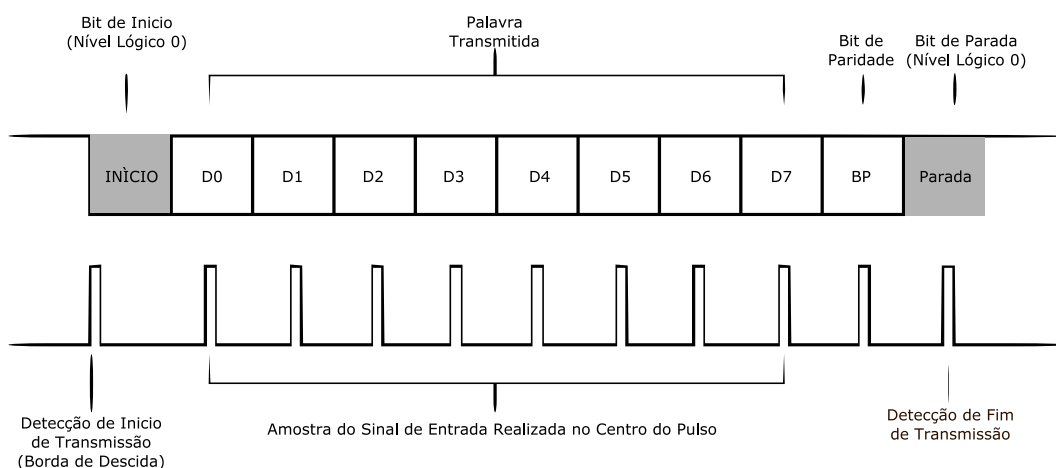 Bit de Inicio
(Nível Lógico 0)
Palavra
Transmitida
Bit de
Paridade
Bit de Parada
(Nível Lógico 0)
INÌCIO
D0
D1
D2
D3
D4
D5
D6
D7
BP
Parada
Detecção de Inicio
de Transmissão
(Borda de Descida)
Amostra do Sinal de Entrada Realizada no Centro do Pulso
Detecção de Fim
de Transmissão